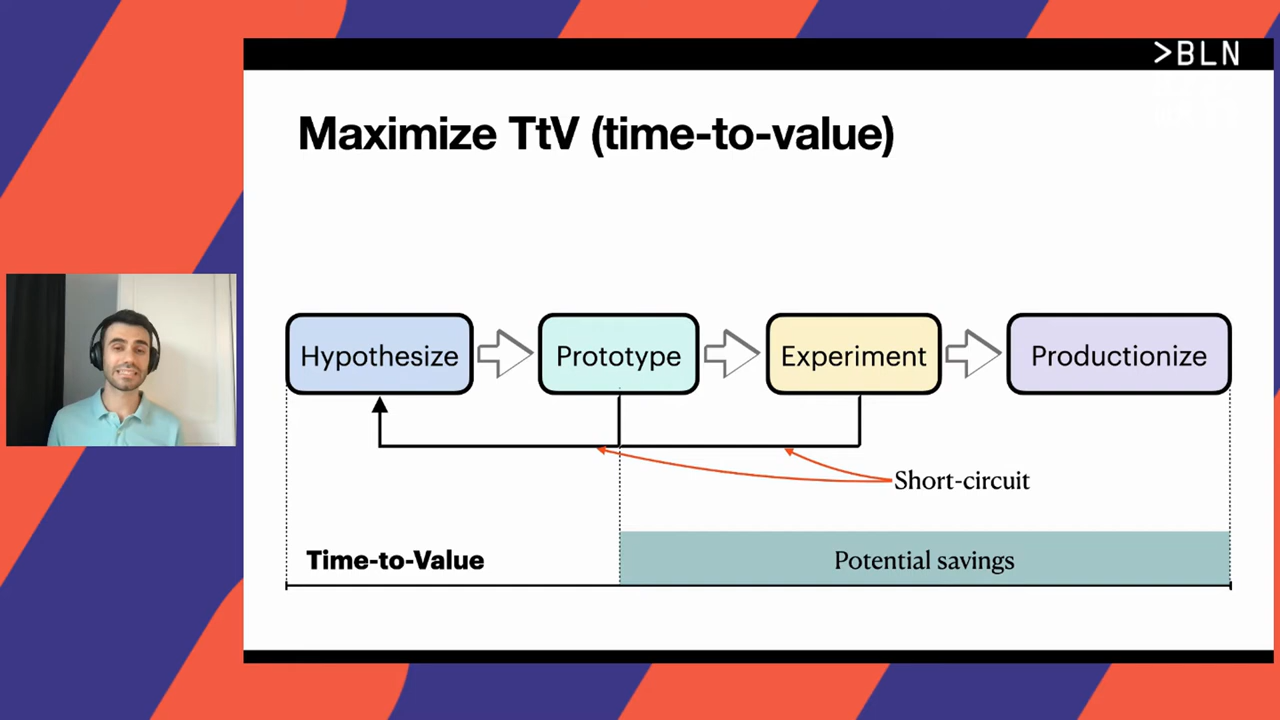 >BLN
Maximize TtV (time-to-value)
Hypothesize
Prototype
Experiment
Productionize
Short-circuit
Time-to-Value
Potential savings